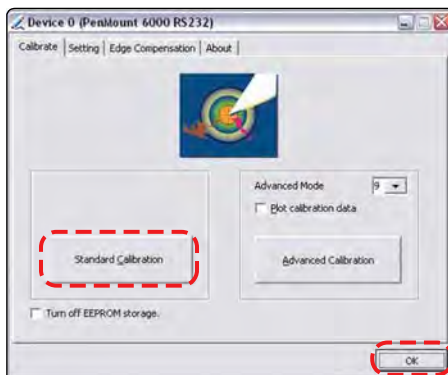 Device 0 (PenMount 6000 RS232)
Calibrate Setting Edge Compensation About
Advanced Mode 9
Plot calibration data
Standard Calibration
Advanced Calibration
Turn off EEPROM storage.
OK